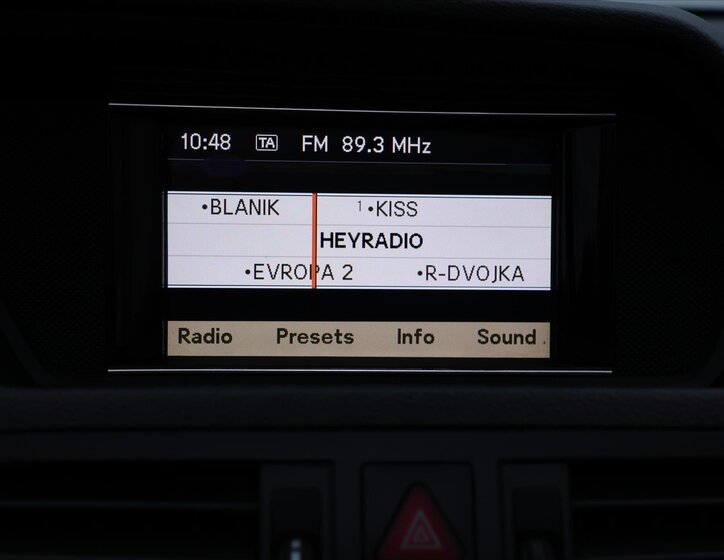 10:48 TA FM 89.3 MHz
•BLANIK 1•KISS
HEYRADIO
•EVROPA 2 •R-DVOJKA
Radio Presets Info Sound